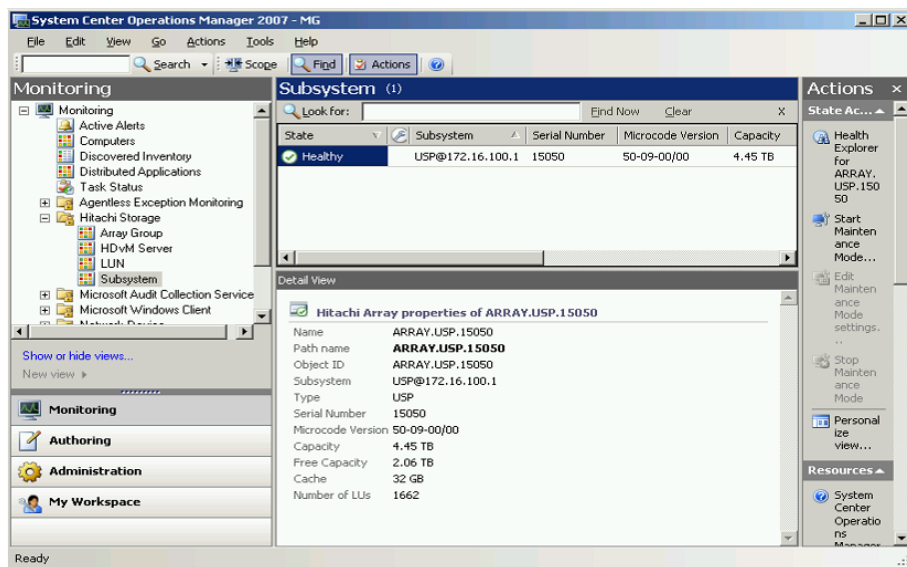 System Center Operations Manager 2007 - MG
File Edit View Go Actions Tools Help
Search Scope Find Actions
Monitoring
Monitoring
Active Alerts
Computers
Discovered Inventory
Distributed Applications
Task Status
Agentless Exception Monitoring
Hitachi Storage
Array Group
HDvM Server
LUN
Subsystem
Microsoft Audit Collection Service
Microsoft Windows Client
Network Device
Show or hide views...
New view
Monitoring
Authoring
Administration
My Workspace
Subsystem (1)
Look for: Find Now Clear X
State Subsystem Serial Number Microcode Version Capacity
Healthy USP@172.16.100.1 15050 50-09-00/00 4.45 TB
Detail View
Hitachi Array properties of ARRAY.USP.15050
Name ARRAY.USP.15050
Path name ARRAY.USP.15050
Object ID ARRAY.USP.15050
Subsystem USP@172.16.100.1
Type USP
Serial Number 15050
Microcode Version 50-09-00/00
Capacity 4.45 TB
Free Capacity 2.06 TB
Cache 32 GB
Number of LUs 1662
Actions
State Ac...
Health
Explorer
for
ARRAY.
USP.150
50
Start
Mainten
ance
Mode...
Edit
Mainten
ance
Mode
settings.
..
Stop
Mainten
ance
Mode
Personal
ize
view...
Resources
System
Center
Operatio
ns
Manager
Ready